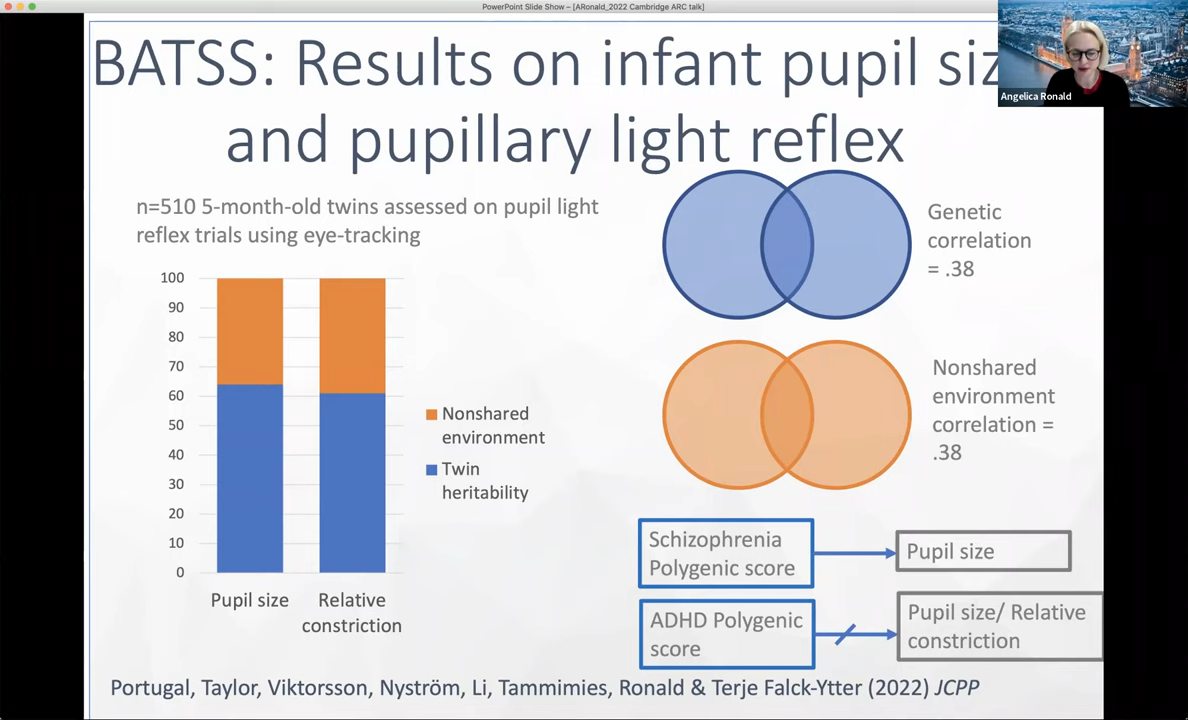 PowerPoint Slide Show – [ARonald_2022 Cambridge ARC talk]
BATSS: Results on infant pupil siz
and pupillary light reflex
Angelica Ronald
n=510 5-month-old twins assessed on pupil light
reflex trials using eye-tracking
100
90
80
70
60
50
40
30
20
10
0
Pupil size
Relative
constriction
Nonshared
environment
Twin
heritability
Genetic
correlation
= .38
Nonshared
environment
correlation =
.38
Schizophrenia
Polygenic score
Pupil size
ADHD Polygenic
score
Pupil size/ Relative
constriction
Portugal, Taylor, Viktorsson, Nyström, Li, Tammimies, Ronald & Terje Falck-Ytter (2022) JCPP